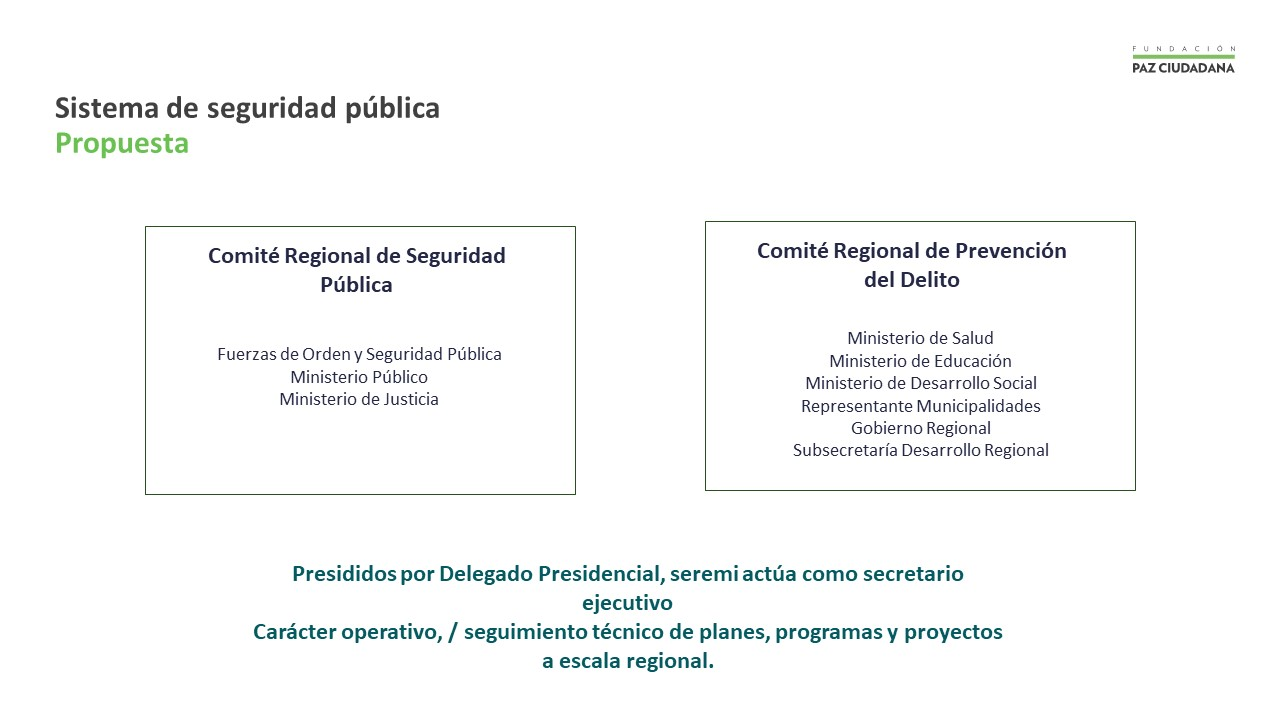 FUNDACIÓN
PAZ CIUDADANA
Sistema de seguridad pública
Propuesta
Comité Regional de Seguridad
Pública
Fuerzas de Orden y Seguridad Pública
Ministerio Público
Ministerio de Justicia
Comité Regional de Prevención
del Delito
Ministerio de Salud
Ministerio de Educación
Ministerio de Desarrollo Social
Representante Municipalidades
Gobierno Regional
Subsecretaría Desarrollo Regional
Presididos por Delegado Presidencial, seremi actúa como secretario
ejecutivo
Carácter operativo, / seguimiento técnico de planes, programas y proyectos
a escala regional.